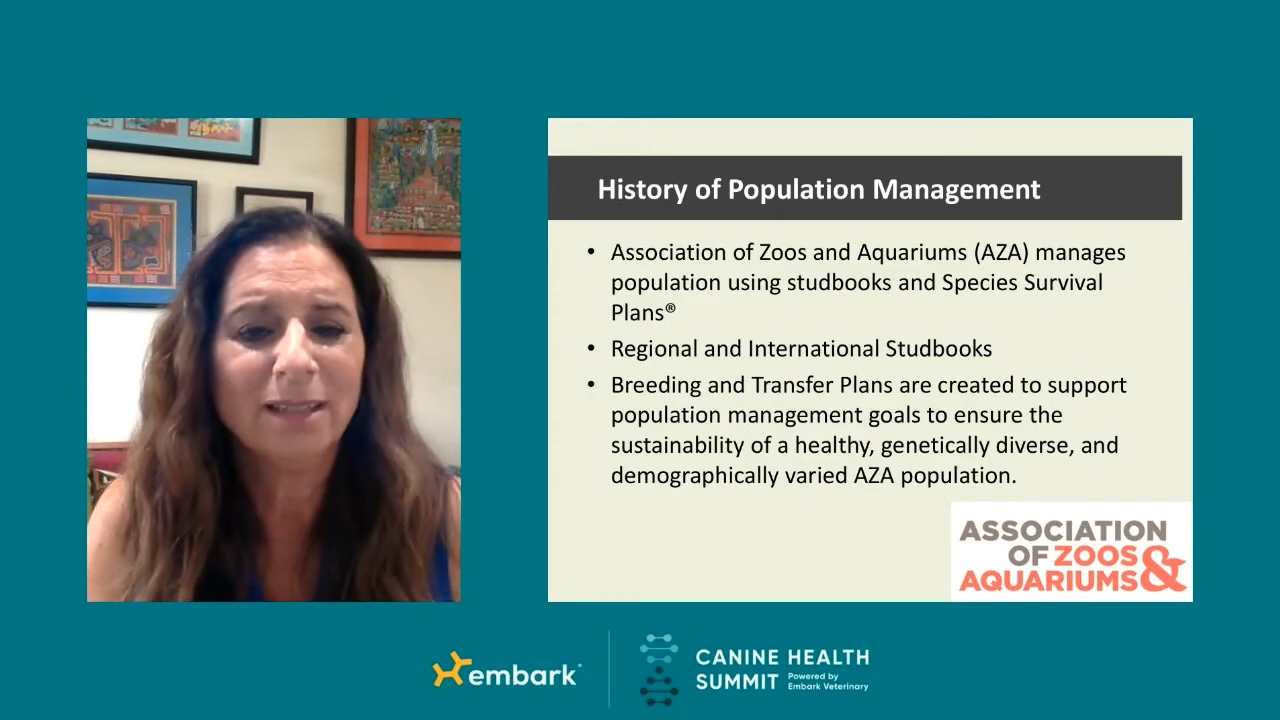 History of Population Management
• Association of Zoos and Aquariums (AZA) manages
population using studbooks and Species Survival
Plans®
• Regional and International Studbooks
• Breeding and Transfer Plans are created to support
population management goals to ensure the
sustainability of a healthy, genetically diverse, and
demographically varied AZA population.
ASSOCIATION
OF ZOOS &
AQUARIUMS
embark
CANINE HEALTH
SUMMIT Powered by
Embark Veterinary